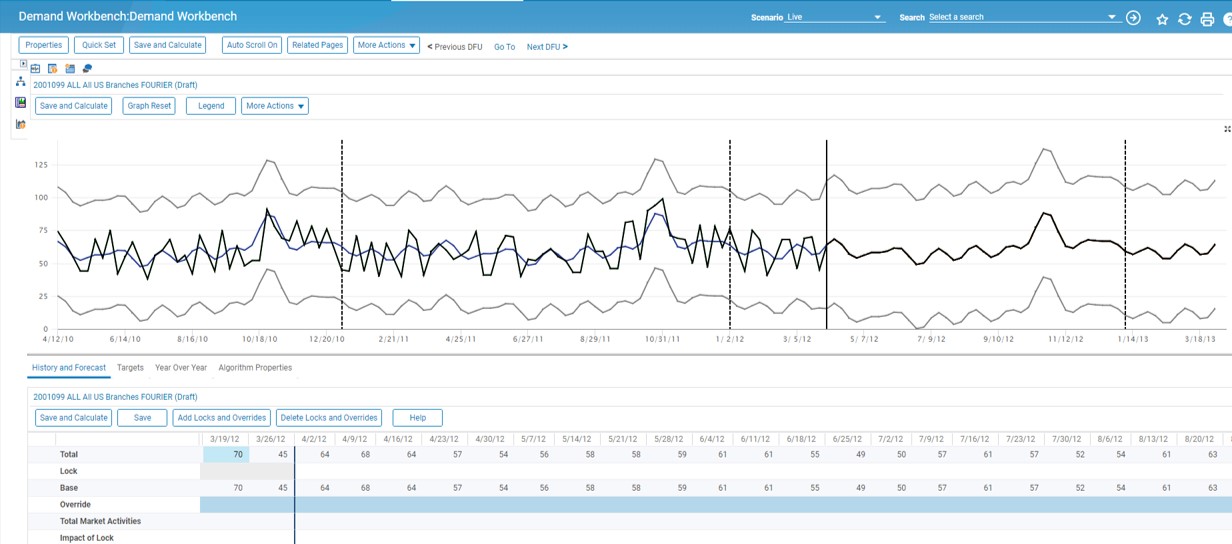 Demand Workbench:Demand Workbench
Scenario Live Search Select a search
Properties Quick Set Save and Calculate Auto Scroll On Related Pages More Actions < Previous DFU Go To Next DFU >
2001099 ALL All US Branches FOURIER (Draft)
Save and Calculate Graph Reset Legend More Actions
125
100
75
50
25
0
4/12/10 6/14/10 8/16/10 10/18/10 12/20/10 2/21/11 4/25/11 6/27/11 8/29/11 10/31/11 1/ 2/12 3/ 5/12 5/ 7/12 7/ 9/12 9/10/12 11/12/12 1/14/13 3/18/13
History and Forecast Targets Year Over Year Algorithm Properties
2001099 ALL All US Branches FOURIER (Draft)
Save and Calculate Save Add Locks and Overrides Delete Locks and Overrides Help
3/19/12 3/26/12 4/2/12 4/9/12 4/16/12 4/23/12 4/30/12 5/7/12 5/14/12 5/21/12 5/28/12 6/4/12 6/11/12 6/18/12 6/25/12 7/2/12 7/9/12 7/16/12 7/23/12 7/30/12 8/6/12 8/13/12 8/20/12
Total 70 45 64 68 64 57 54 56 58 58 59 61 61 55 49 50 57 61 57 52 54 61 63
Lock
Base 70 45 64 68 64 57 54 56 58 58 59 61 61 55 49 50 57 61 57 52 54 61 63
Override
Total Market Activities
Impact of Lock